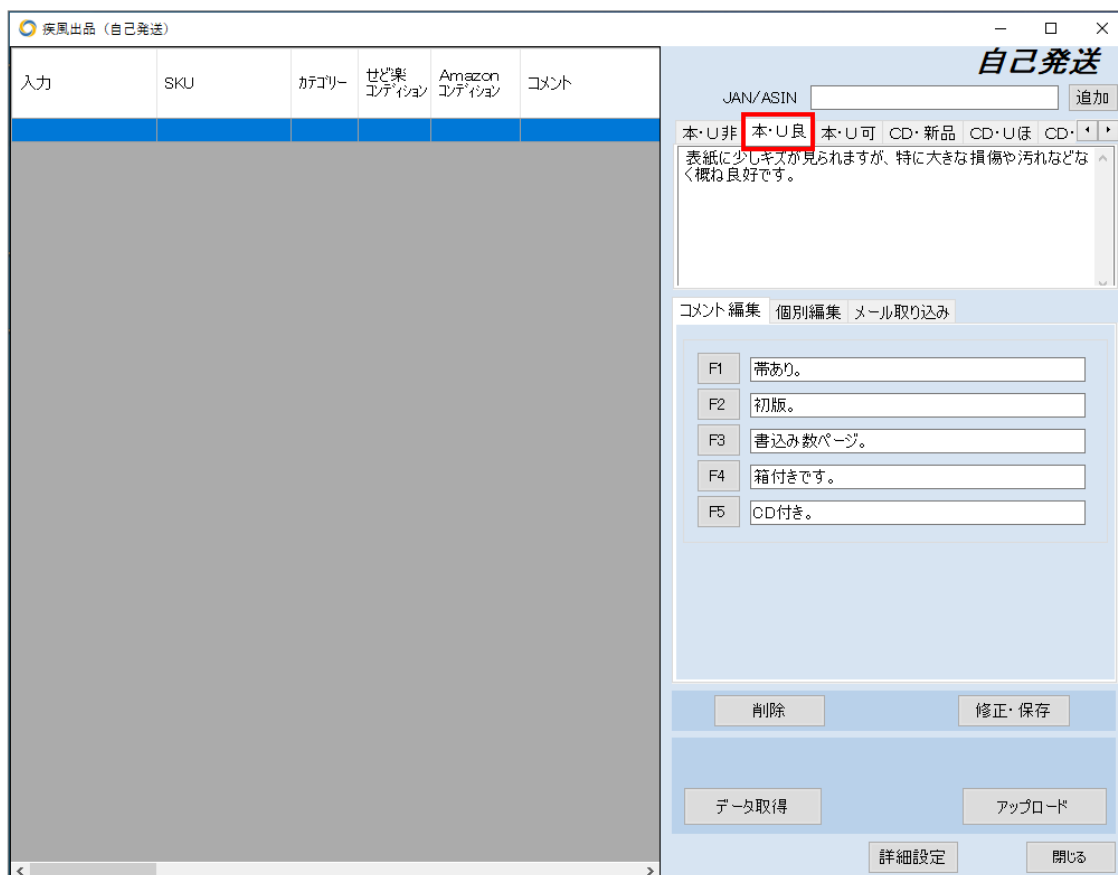 疾風出品（自己発送）
自己発送
入力
SKU
カテゴリー
せど楽
コンディション
Amazon
コンディション
コメント
JAN/ASIN
追加
本・U非
本・U良
本・U可
CD・新品
CD・Uほ
CD・
表紙に少しキズが見られますが、特に大きな損傷や汚れなどな
く概ね良好です。
コメント編集
個別編集
メール取り込み
F1
帯あり。
F2
初版。
F3
書込み数ページ。
F4
箱付きです。
F5
CD付き。
削除
修正・保存
データ取得
アップロード
詳細設定
閉じる